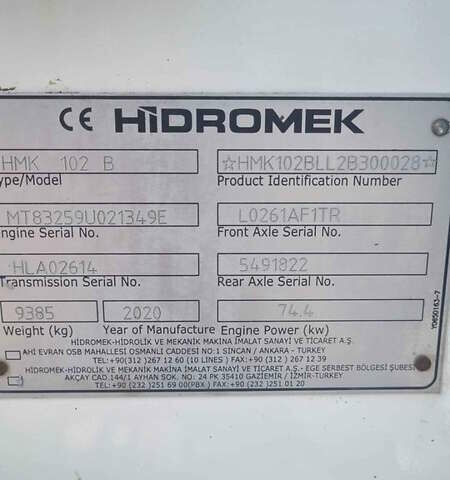 CE HİDROMEK
HMK 102 B ☆HMK102BLL2B300028☆
ype/Model Product Identification Number
MT83259U021349E L0261AF1TR
ngine Serial No. Front Axle Serial No.
HLA02614 5491822
ransmission Serial No. Rear Axle Serial No.
9385 2020 74.4
Weight (kg) Year of Manufacture Engine Power (kw)
HİDROMEK-HİDROLİK VE MEKANİK MAKİNA İMALAT SANAYİ VE TİCARET A.Ş.
AHİ EVRAN OSB MAHALLESİ OSMANLI CADDESİ NO:1 SINCAN / ANKARA - TURKEY
TEL:+90(312 )267 12 60 (10 LINES ) FAX:+90 (312 ) 267 12 39
HİDROMEK-HİDROLİK VE MEKANİK MAKİNA İMALAT SANAYİ VE TİCARET A.Ş. - EGE SERBEST BÖLGESİ ŞUBESİ
AKÇAY CAD.144/1 AYHAN SOK. NO: 24 PK 35410 GAZİEMİR / İZMİR-TURKEY
TEL:+90 (232 )251 69 00(PBX.) FAX:+90 (232 )251 01 20
Y0600163-7